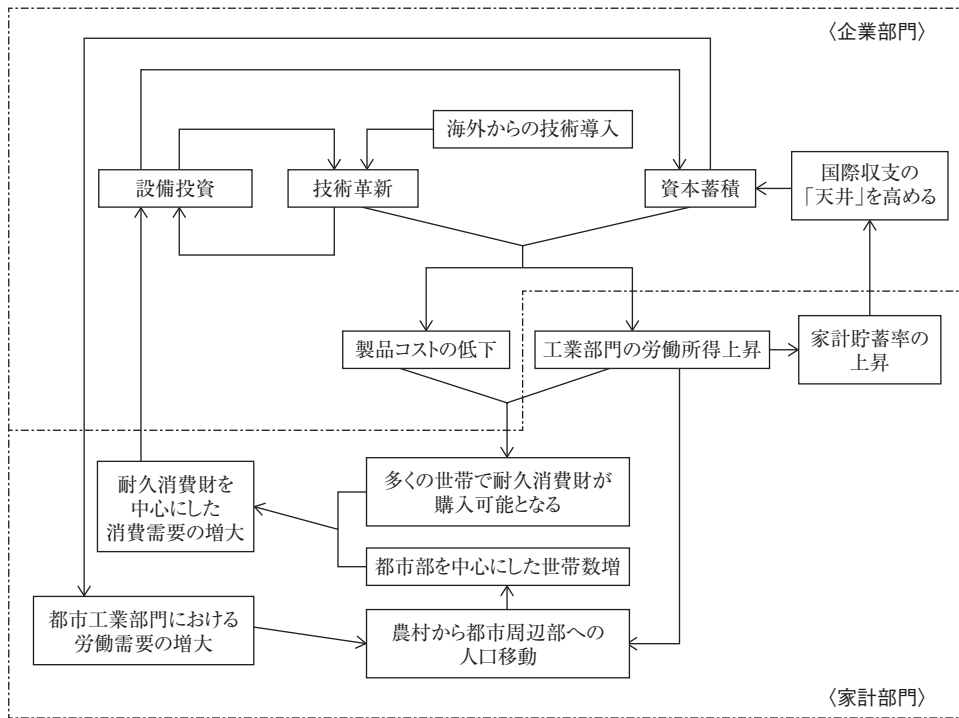 〈企業部門〉
海外からの技術導入
設備投資
技術革新
資本蓄積
国際収支の
「天井」を高める
製品コストの低下
工業部門の労働所得上昇
家計貯蓄率の
上昇
耐久消費財を
中心にした
消費需要の増大
多くの世帯で耐久消費財が
購入可能となる
都市部を中心にした世帯数増
都市工業部門における
労働需要の増大
農村から都市周辺部への
人口移動
〈家計部門〉